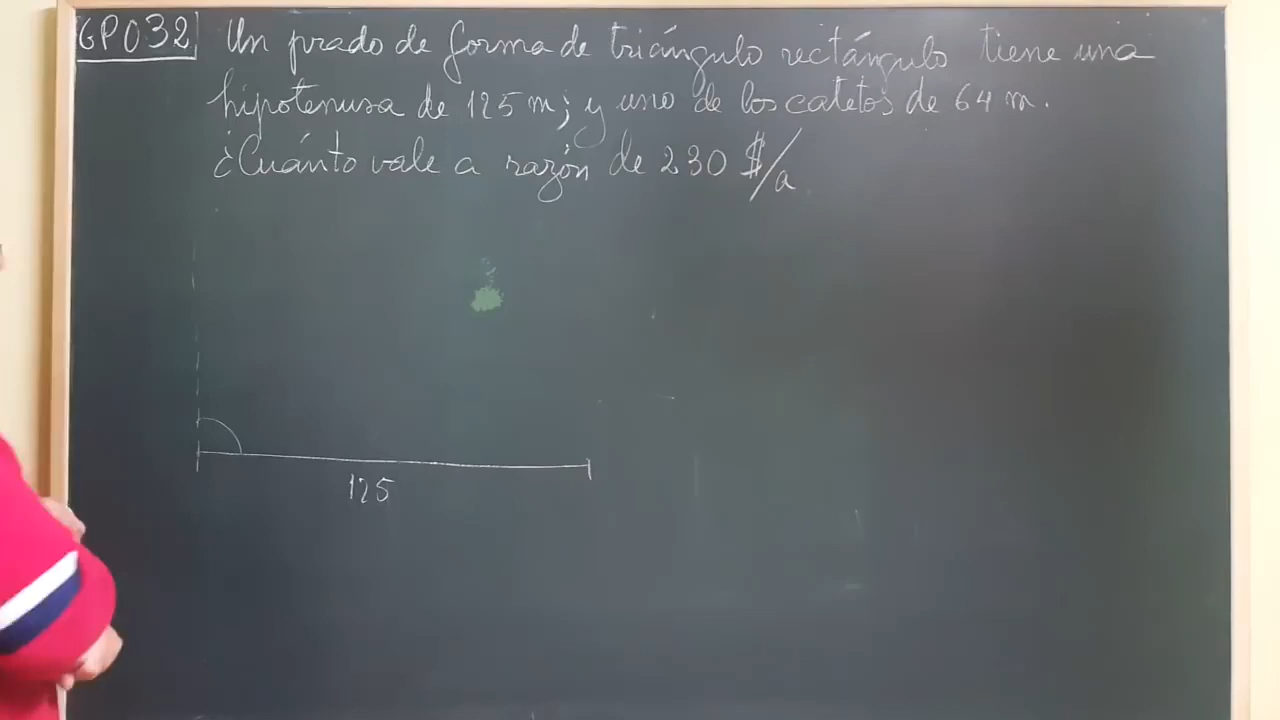 GP032 Un prado de forma de triángulo rectángulo tiene una
hipotenusa de 125 m; y uno de los catetos de 64 m.
¿Cuánto vale a razón de 230 $/a
125